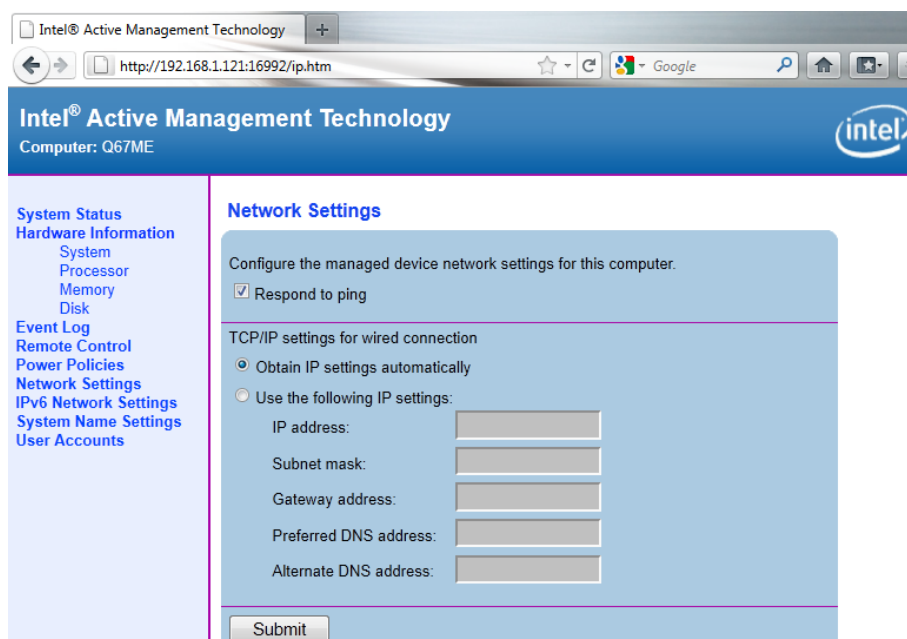 Intel® Active Management Technology
http://192.168.1.121:16992/ip.htm
Google
Intel® Active Management Technology
Computer: Q67ME
intel
System Status
Hardware Information
System
Processor
Memory
Disk
Event Log
Remote Control
Power Policies
Network Settings
IPv6 Network Settings
System Name Settings
User Accounts
Network Settings
Configure the managed device network settings for this computer.
Respond to ping
TCP/IP settings for wired connection
Obtain IP settings automatically
Use the following IP settings:
IP address:
Subnet mask:
Gateway address:
Preferred DNS address:
Alternate DNS address:
Submit